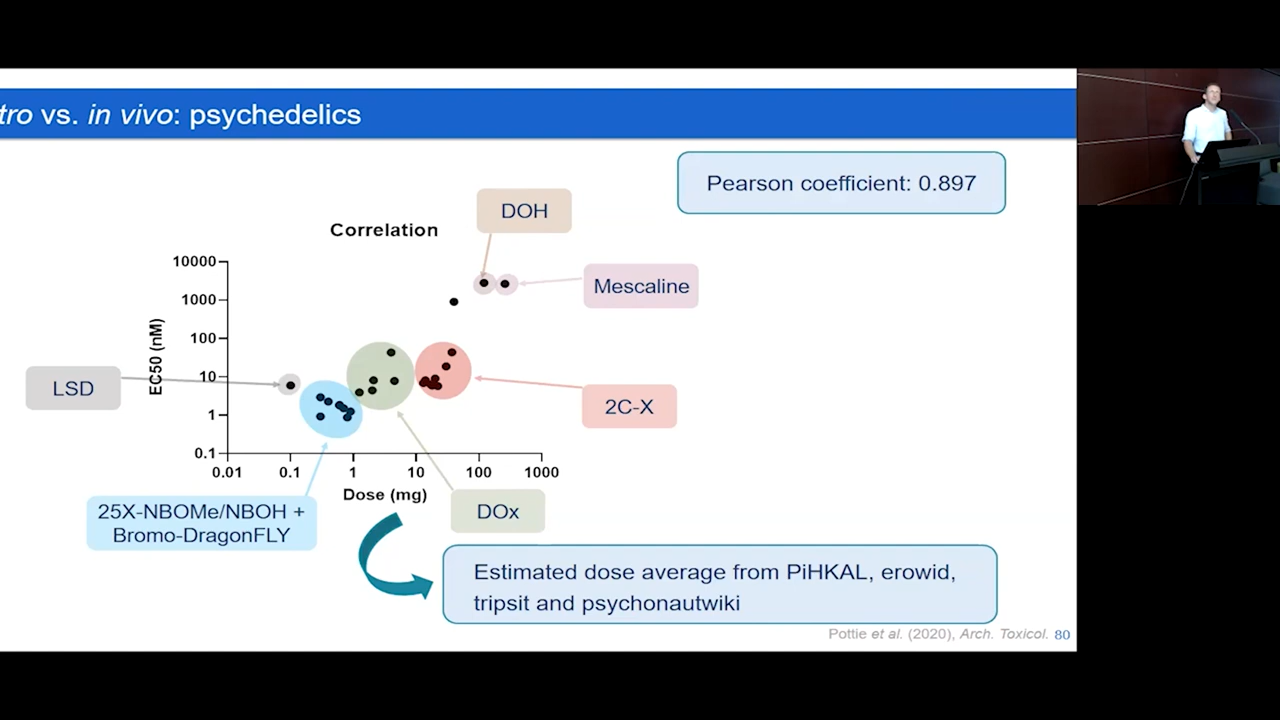 tro vs. in vivo: psychedelics
Pearson coefficient: 0.897
DOH
Correlation
Mescaline
10000
1000
100
10
1
0.1
EC50 (nM)
LSD
2C-X
0.01 0.1 1 10 100 1000
Dose (mg)
25X-NBOMe/NBOH +
Bromo-DragonFLY
DOx
Estimated dose average from PiHKAL, erowid,
tripsit and psychonautwiki
Pottie et al. (2020), Arch. Toxicol. 80